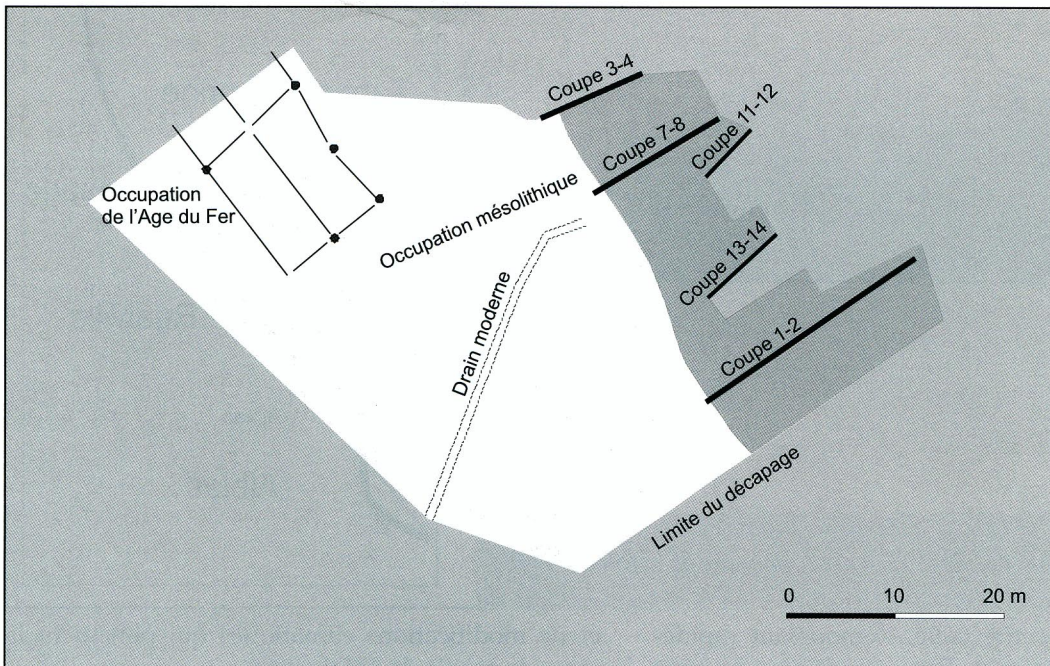 Coupe 3-4
Coupe 11-12
Coupe 7-8
Occupation
de l'Age du Fer
Occupation mésolithique
Coupe 13-14
Drain moderne
Coupe 1-2
Limite du décapage
0 10 20 m